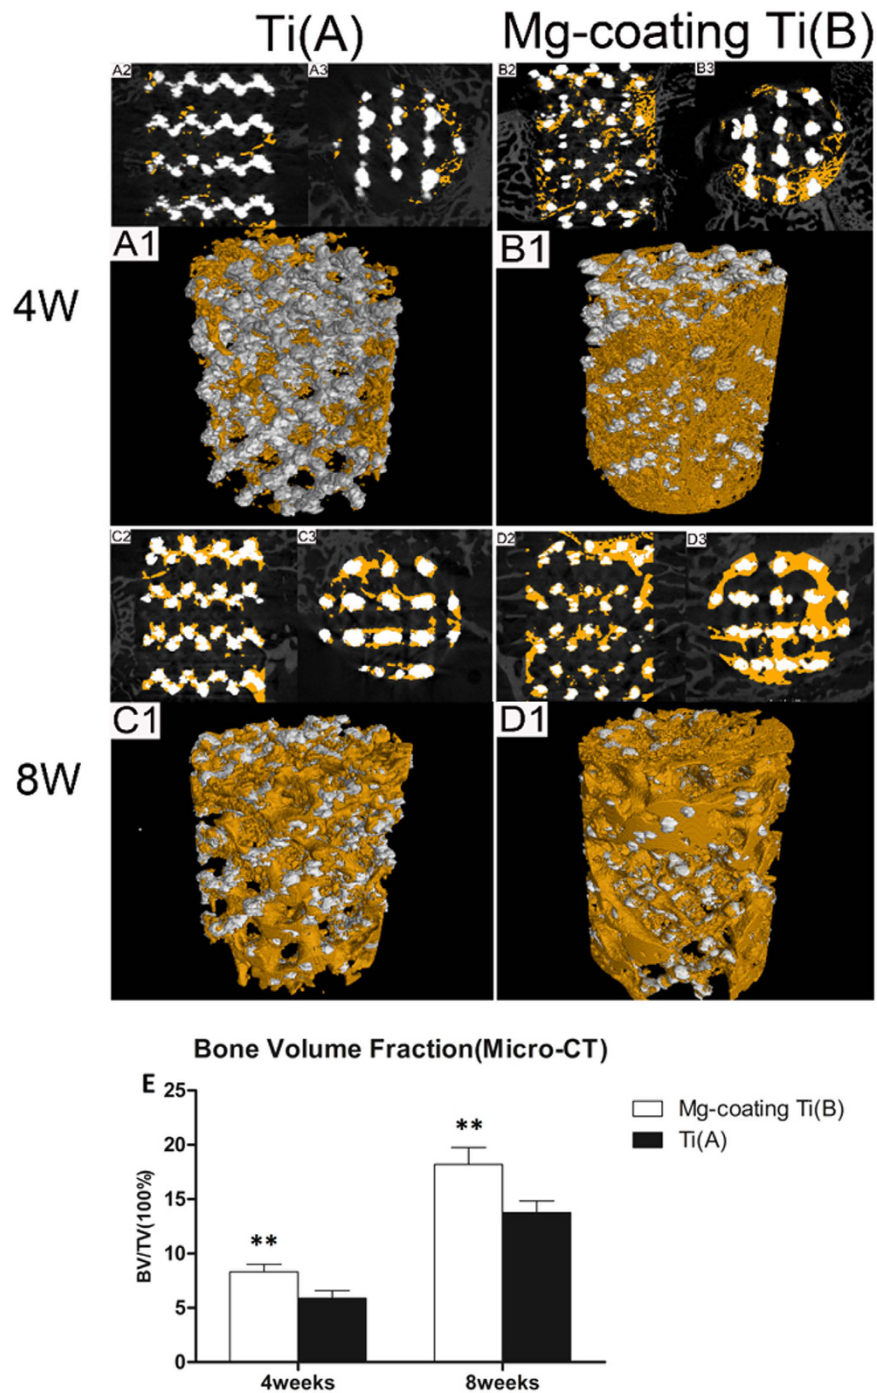 Ti(A) Mg-coating Ti(B)
A2 A3 B2 B3
4W
A1 B1
C2 C3 D2 D3
8W
C1 D1
Bone Volume Fraction(Micro-CT)
E
BV/TV(100%)
25
20
15
10
5
0
**
**
4weeks 8weeks
Mg-coating Ti(B)
Ti(A)